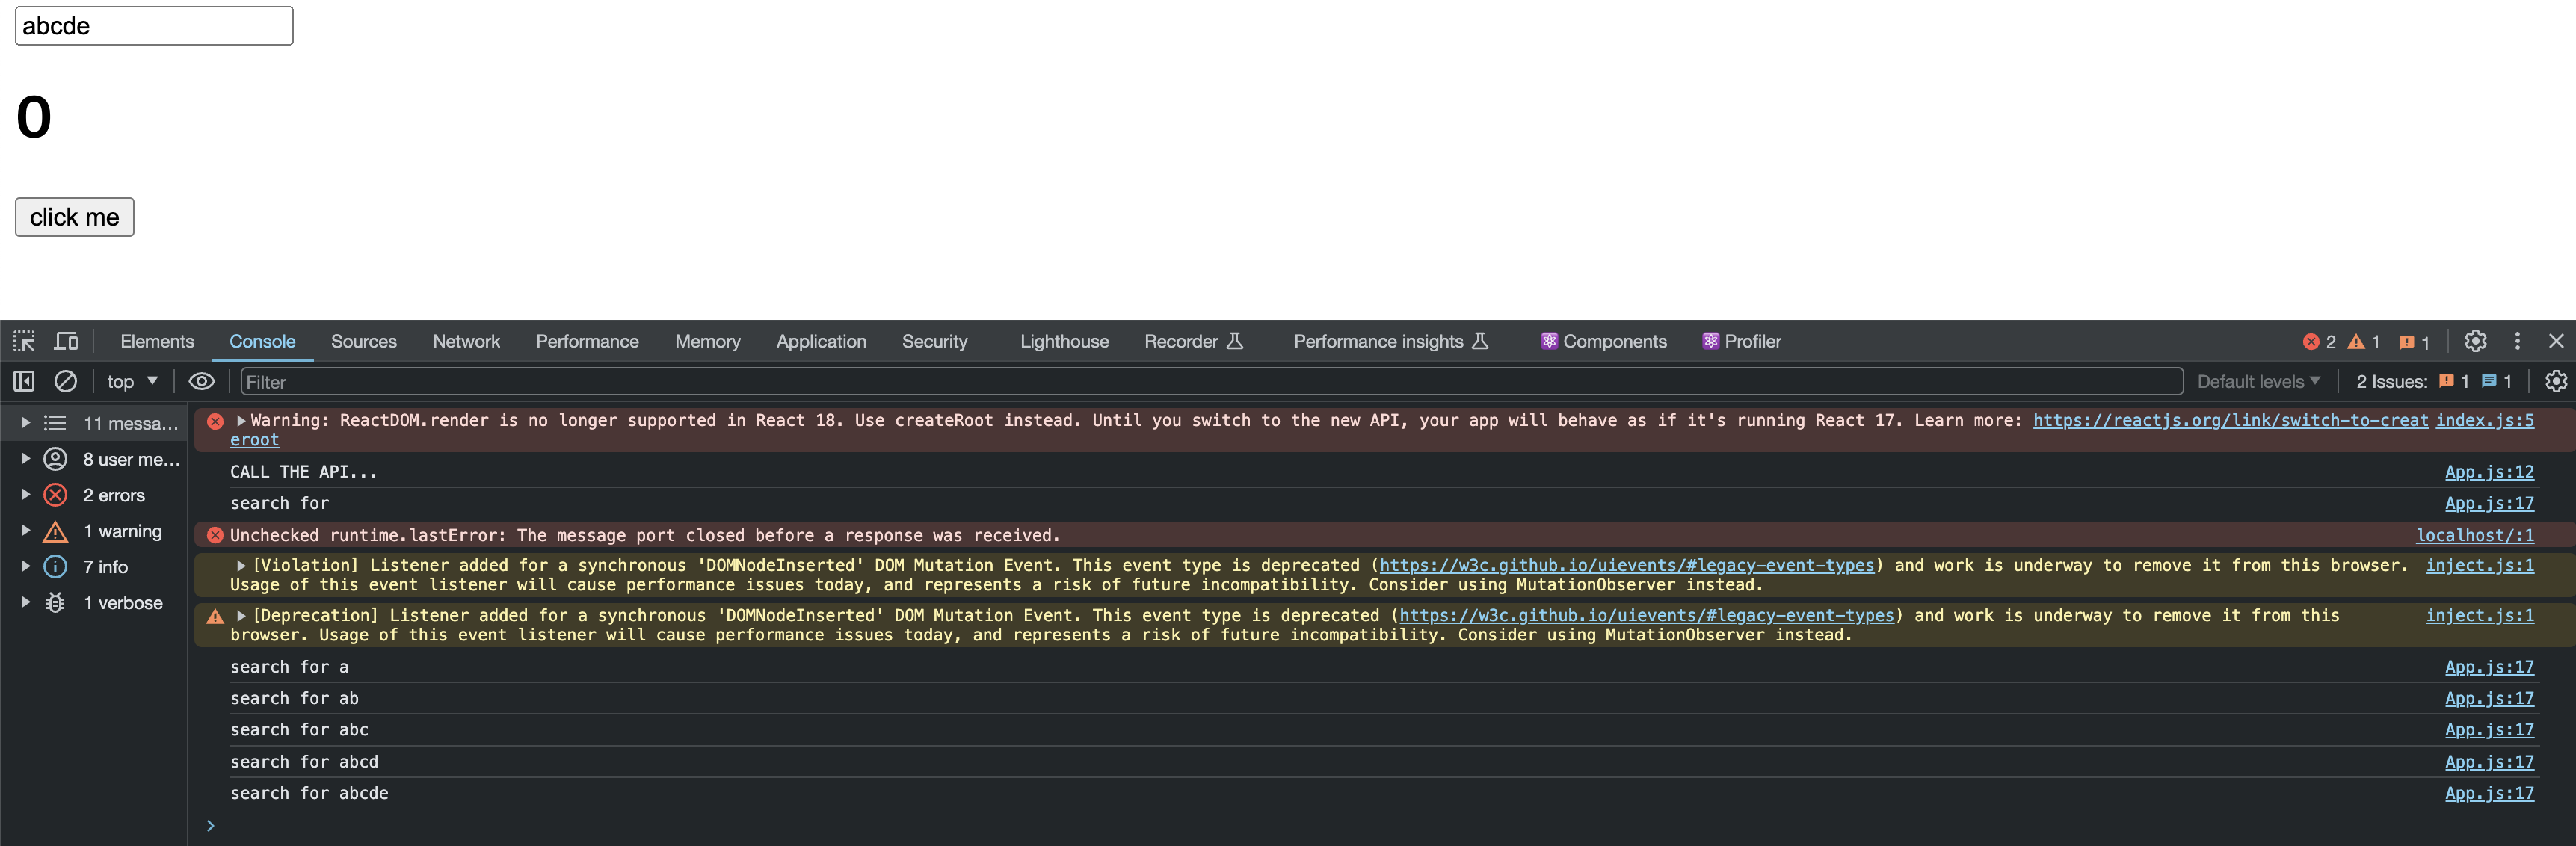 abcde
0
click me
Elements Console Sources Network Performance Memory Application Security Lighthouse Recorder Performance insights Components Profiler 2 1 1
top Filter Default levels 2 Issues: 1 1
11 messa...
8 user me...
2 errors
1 warning
7 info
1 verbose
Warning: ReactDOM.render is no longer supported in React 18. Use createRoot instead. Until you switch to the new API, your app will behave as if it's running React 17. Learn more: https://reactjs.org/link/switch-to-creat index.js:5
eroot
CALL THE API... App.js:12
search for App.js:17
Unchecked runtime.lastError: The message port closed before a response was received. localhost/:1
[Violation] Listener added for a synchronous 'DOMNodeInserted' DOM Mutation Event. This event type is deprecated (https://w3c.github.io/uievents/#legacy-event-types) and work is underway to remove it from this browser. inject.js:1
Usage of this event listener will cause performance issues today, and represents a risk of future incompatibility. Consider using MutationObserver instead.
[Deprecation] Listener added for a synchronous 'DOMNodeInserted' DOM Mutation Event. This event type is deprecated (https://w3c.github.io/uievents/#legacy-event-types) and work is underway to remove it from this inject.js:1
browser. Usage of this event listener will cause performance issues today, and represents a risk of future incompatibility. Consider using MutationObserver instead.
search for a App.js:17
search for ab App.js:17
search for abc App.js:17
search for abcd App.js:17
search for abcde App.js:17